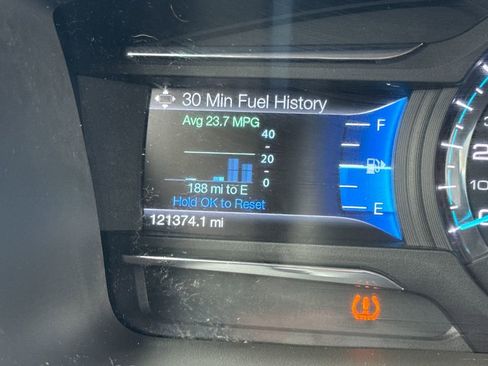 30 Min Fuel History
Avg 23.7 MPG
40
20
0
188 mi to E
Hold OK to Reset
121374.1 mi
F
E